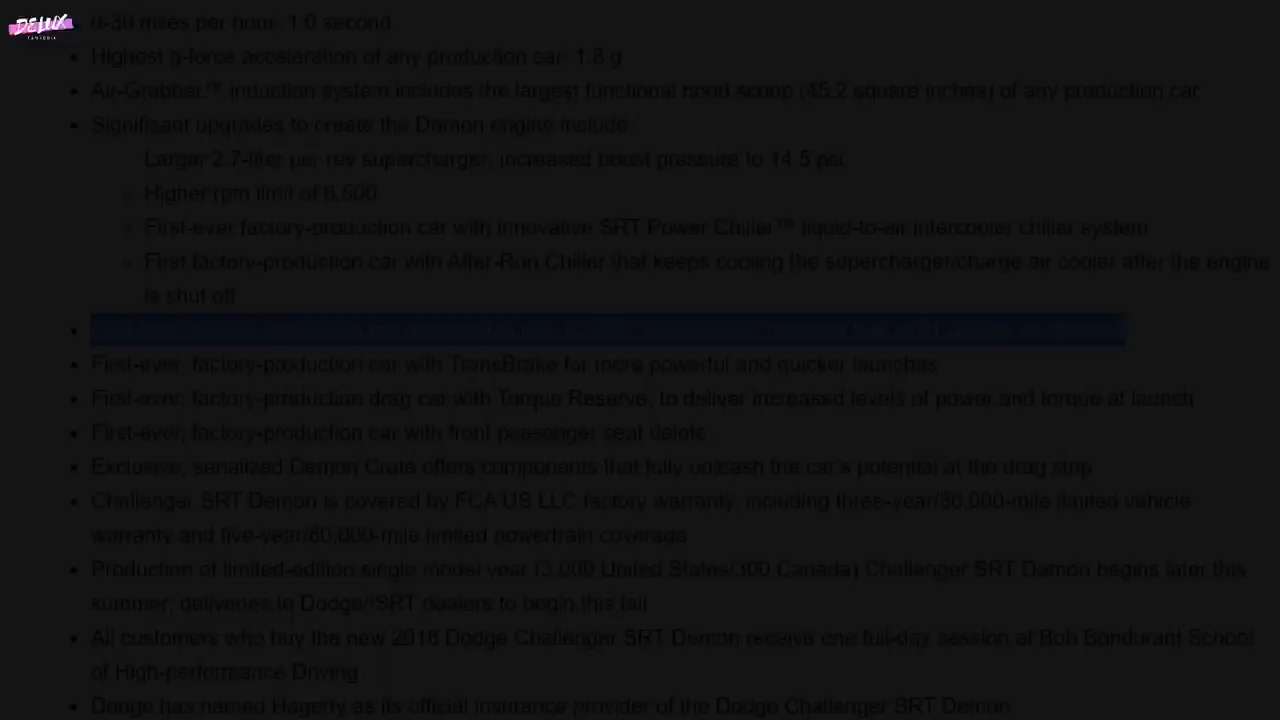 DELUX
0-30 miles per hour: 1.0 second
Highest g-force acceleration of any production car: 1.8 g
Air-Grabber™ induction system includes the largest functional hood scoop (45.2 square inches) of any production car
Significant upgrades to create the Demon engine include:
Larger 2.7-liter per rev supercharger, increased boost pressure to 14.5 psi
Higher rpm limit of 6,500
First-ever factory-production car with innovative SRT Power Chiller™ liquid-to-air intercooler chiller system
First factory-production car with After-Run Chiller that keeps cooling the supercharger/charge air cooler after the engine
is shut off
First-ever, factory-production car with TransBrake for more powerful and quicker launches
First-ever, factory-production drag car with Torque Reserve, to deliver increased levels of power and torque at launch
First-ever, factory-production car with front passenger seat delete
Exclusive, serialized Demon Crate offers components that fully unleash the car's potential at the drag strip
Challenger SRT Demon is covered by FCA US LLC factory warranty, including three-year/36,000-mile limited vehicle
warranty and five-year/60,000-mile limited powertrain coverage
Production of limited-edition single model year (3,000 United States/300 Canada) Challenger SRT Demon begins later this
summer; deliveries to Dodge//SRT dealers to begin this fall
All customers who buy the new 2018 Dodge Challenger SRT Demon receive one full-day session at Bob Bondurant School
of High-performance Driving
Dodge has named Hagerty as its official insurance provider of the Dodge Challenger SRT Demon